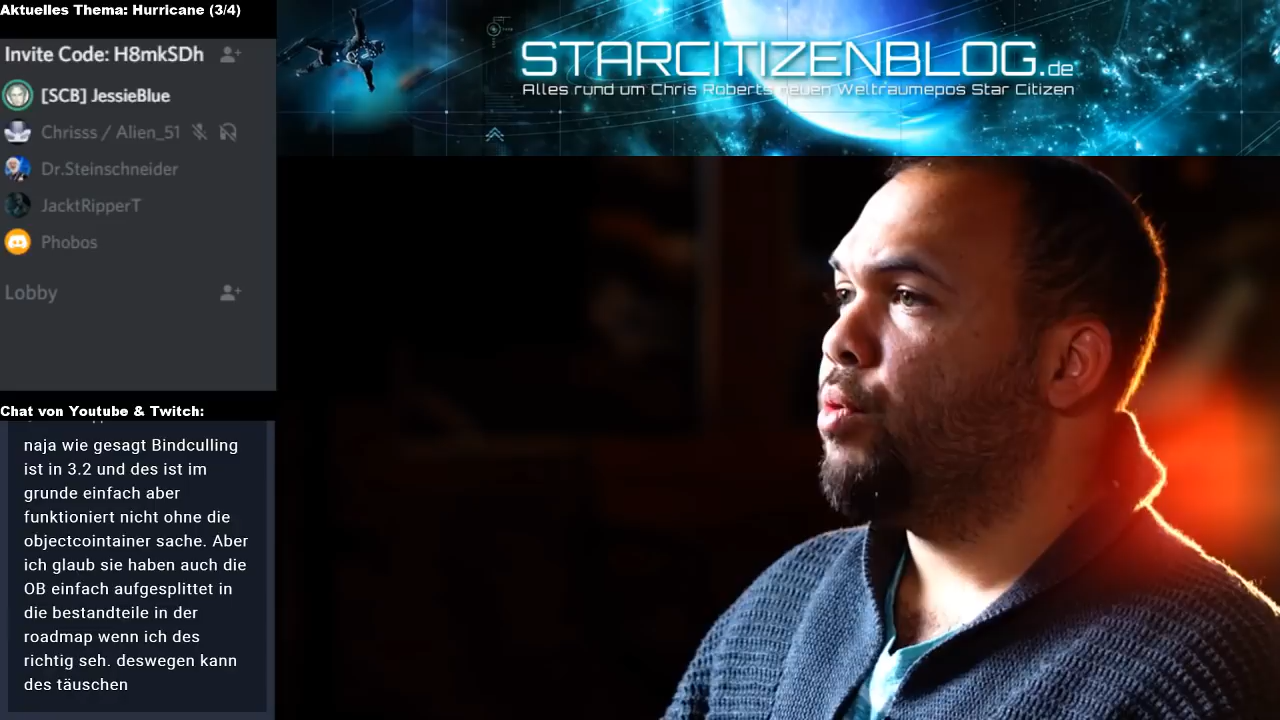 Aktuelles Thema: Hurricane (3/4)
Invite Code: H8mkSDh
[SCB] JessieBlue
Chrisss / Alien_51
Dr.Steinschneider
JacktRipperT
Phobos
Lobby
STARCITIZENBLOG.de
Alles rund um Chris Roberts neuen Weltraumepos Star Citizen
Chat von Youtube & Twitch:
naja wie gesagt Bindculling
ist in 3.2 und des ist im
grunde einfach aber
funktioniert nicht ohne die
objectcointainer sache. Aber
ich glaub sie haben auch die
OB einfach aufgesplittet in
die bestandteile in der
roadmap wenn ich des
richtig seh. deswegen kann
des täuschen